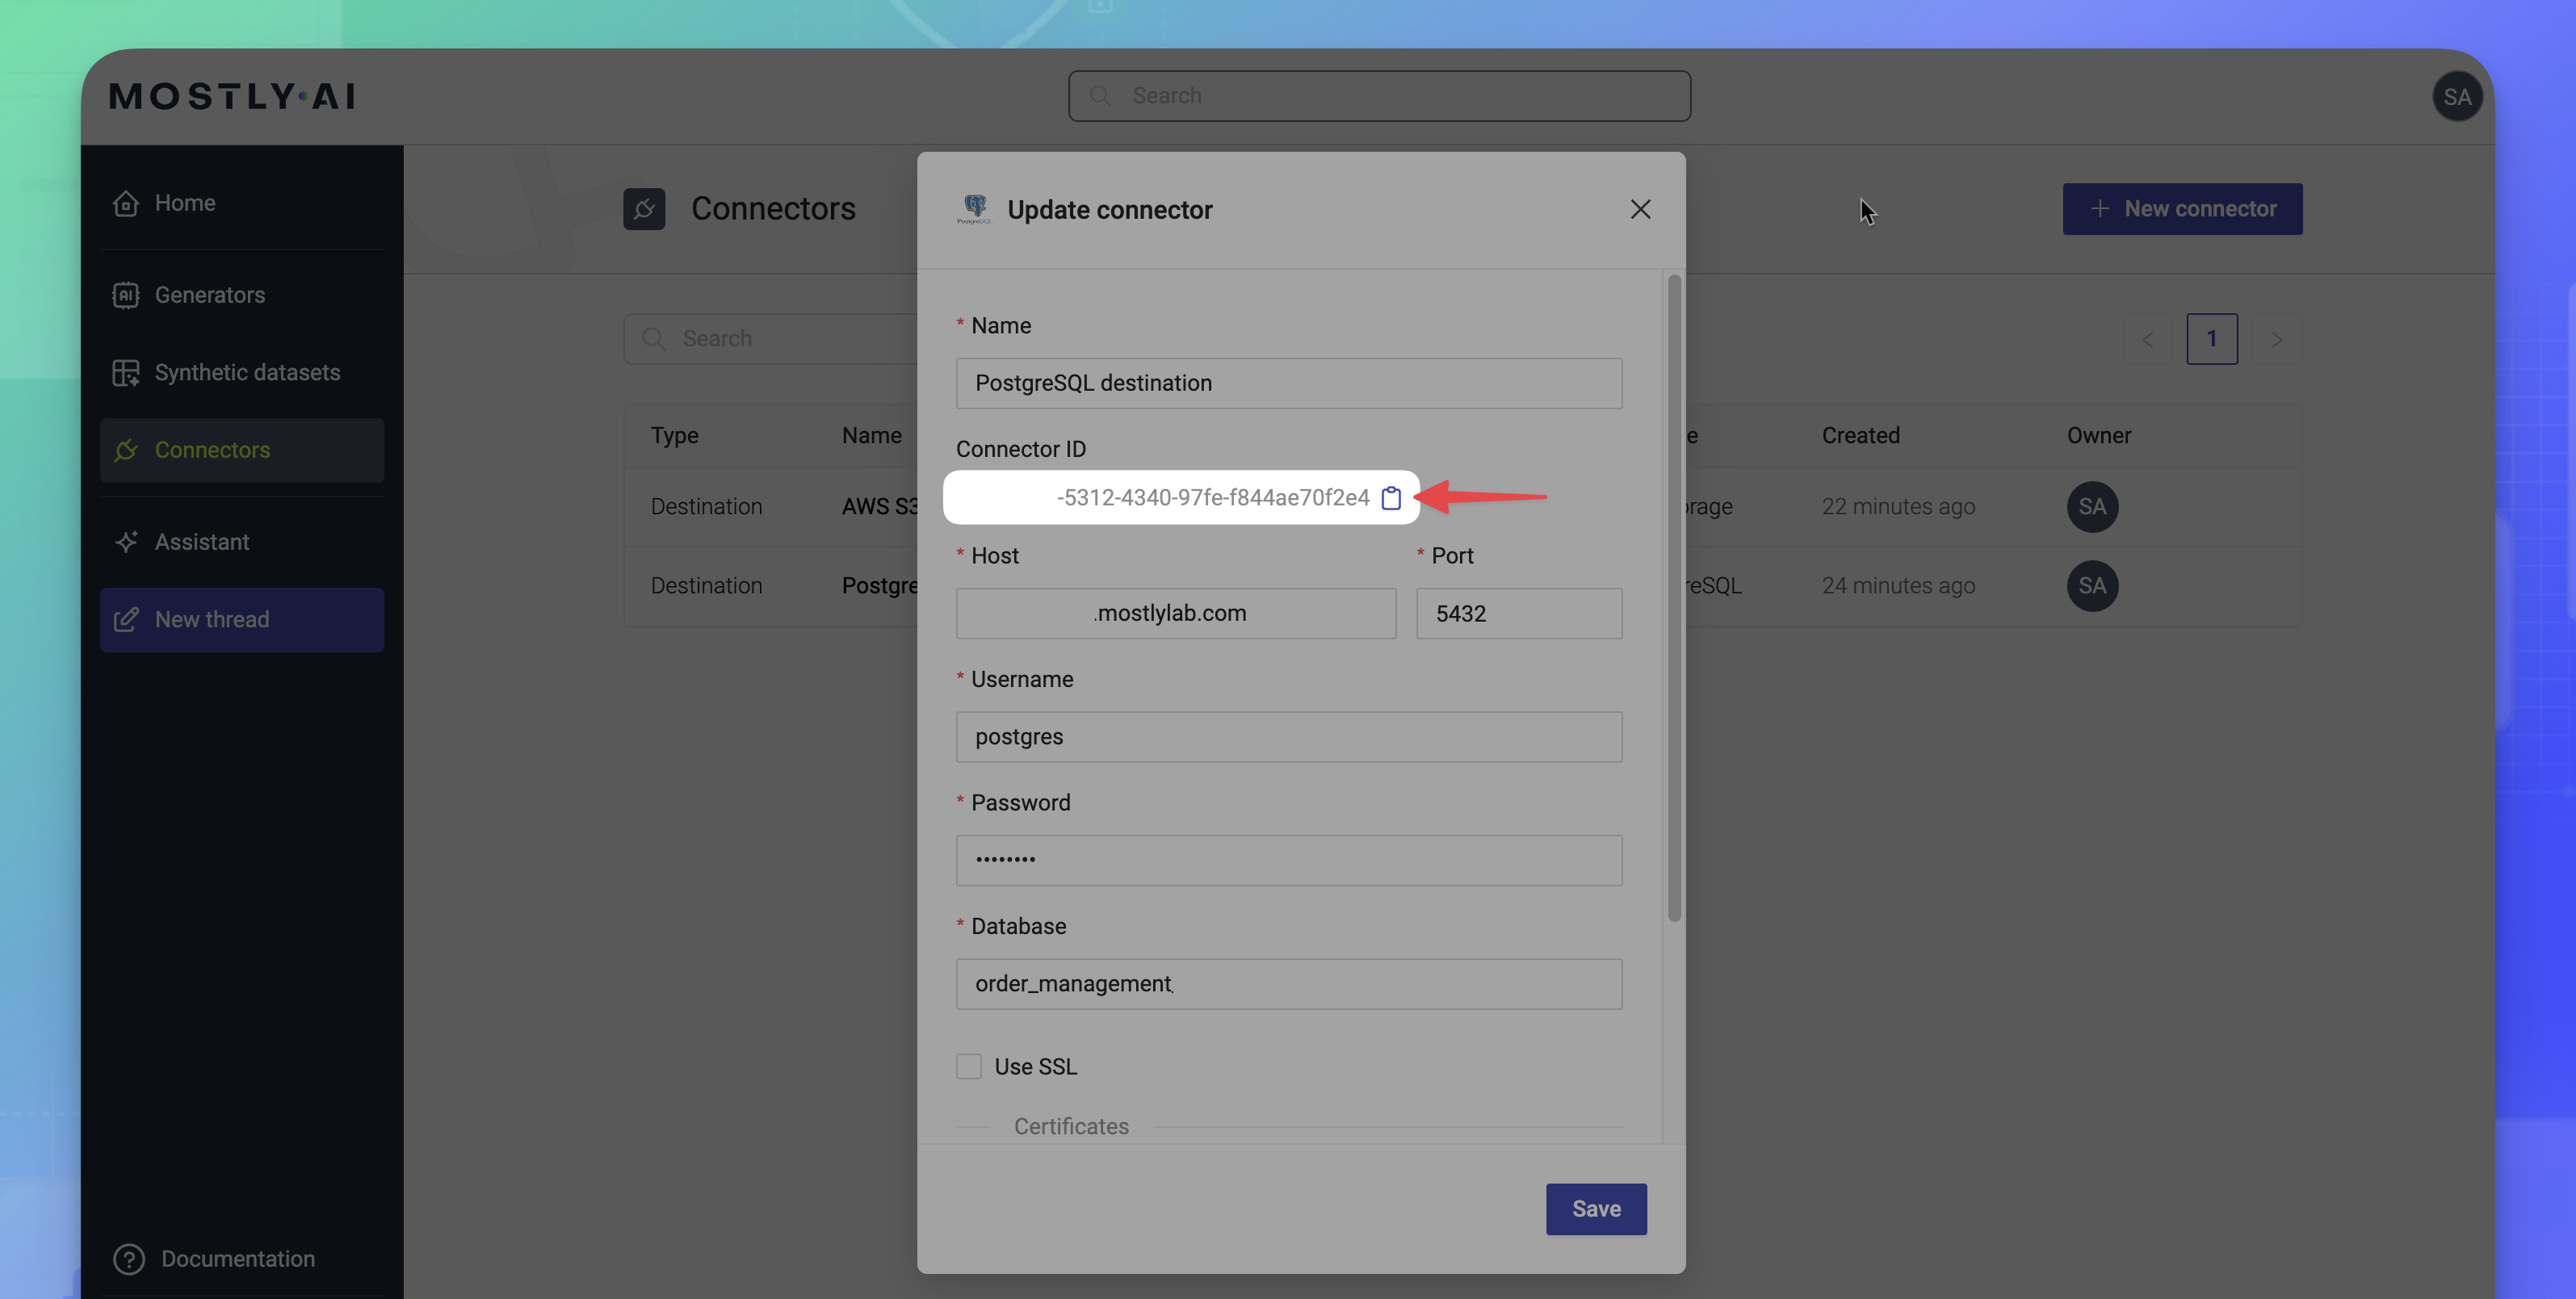 MOSTLY·AI
Search
SA
Home
Generators
Synthetic datasets
Connectors
Assistant
New thread
Documentation
Connectors
New connector
Search
1
Type Name e Created Owner
Destination AWS S3 orage 22 minutes ago SA
Destination Postgre reSQL 24 minutes ago SA
PostgreSQL
Update connector
* Name
PostgreSQL destination
Connector ID
-5312-4340-97fe-f844ae70f2e4
* Host * Port
.mostlylab.com 5432
* Username
postgres
* Password
••••••••
* Database
order_management
Use SSL
Certificates
Save